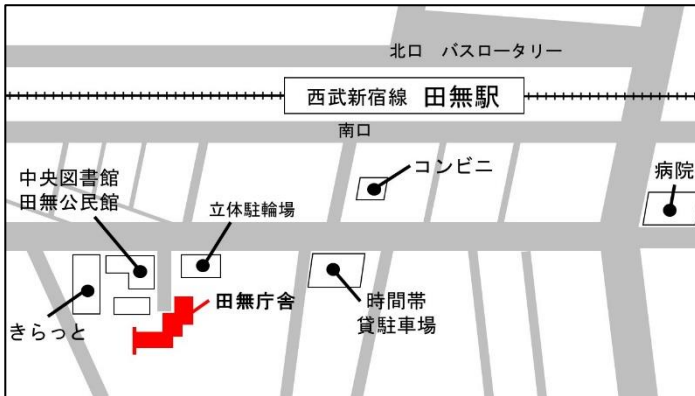 北口 バスロータリー
西武新宿線 田無駅
南口
コンビニ
病院
中央図書館
田無公民館
立体駐輪場
田無庁舎
時間帯
貸駐車場
きらっと